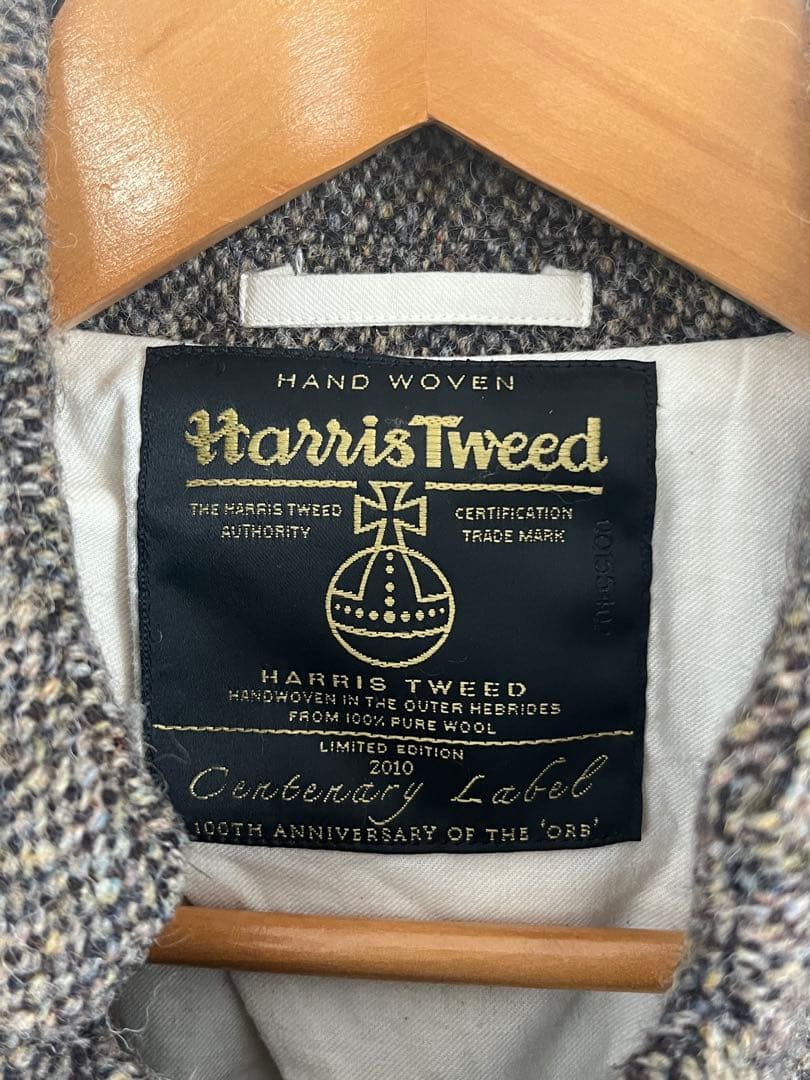 HAND WOVEN
Harris Tweed
THE HARRIS TWEED AUTHORITY
CERTIFICATION TRADE MARK
HARRIS TWEED
HANDWOVEN IN THE OUTER HEBRIDES
FROM 100% PURE WOOL
LIMITED EDITION
2010
Centenary Label
100TH ANNIVERSARY OF THE 'ORB'